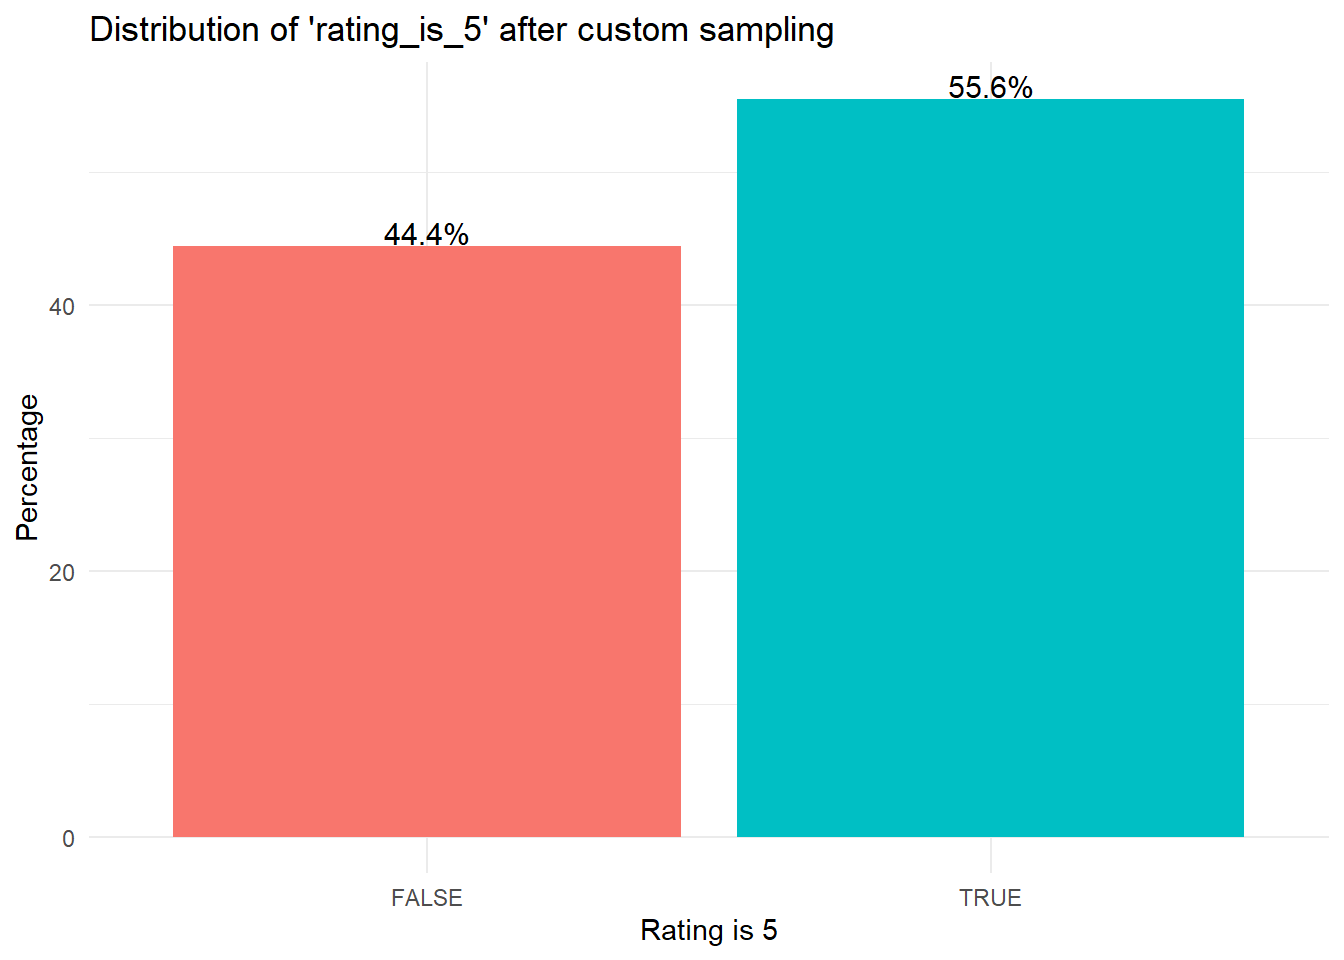 Distribution of 'rating_is_5' after custom sampling
55.6%
44.4%
40
20
0
Percentage
FALSE
TRUE
Rating is 5